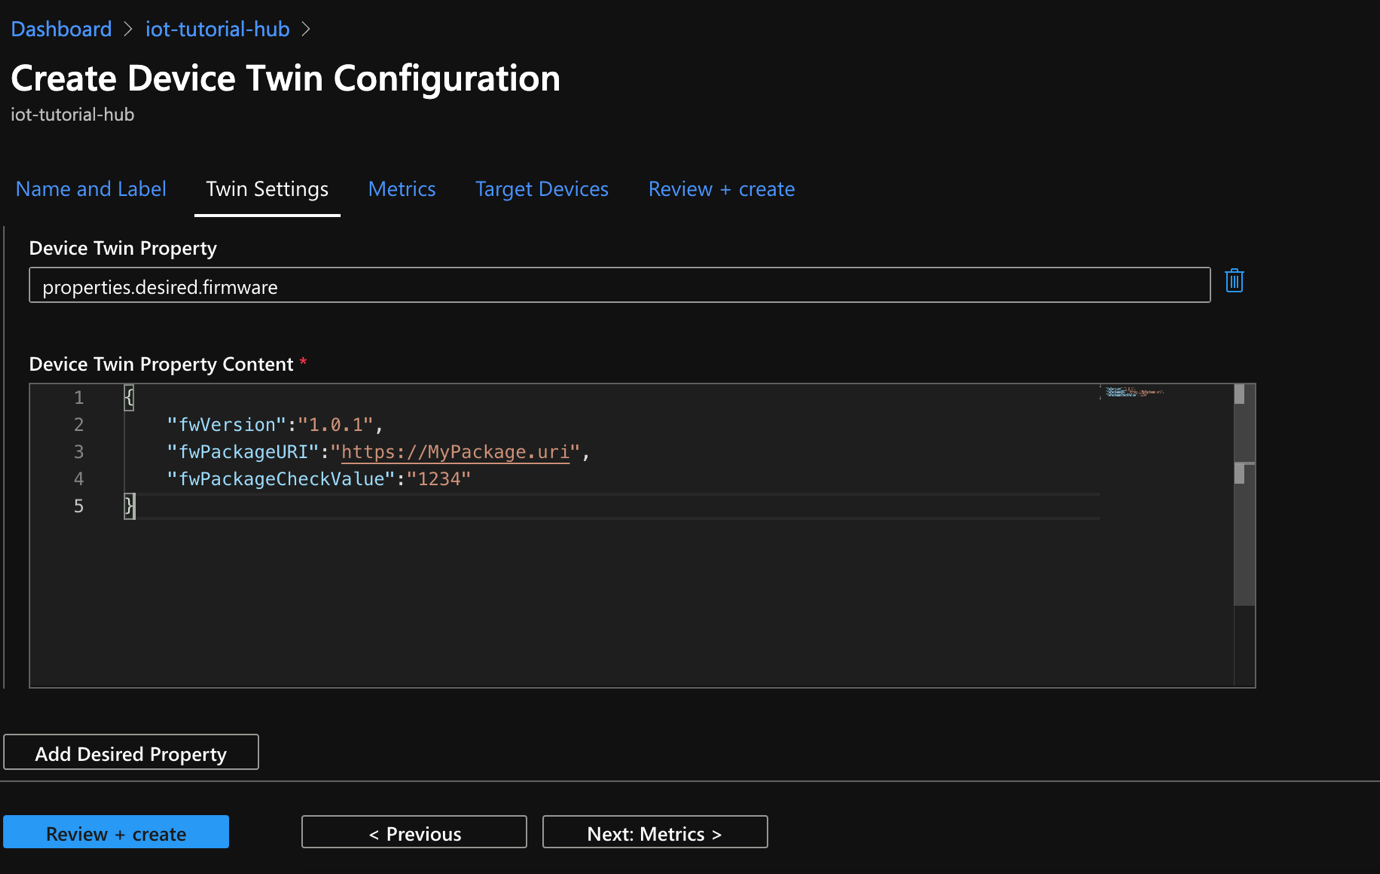 Dashboard > iot-tutorial-hub >
Create Device Twin Configuration
iot-tutorial-hub
Name and Label Twin Settings Metrics Target Devices Review + create
Device Twin Property
properties.desired.firmware
Device Twin Property Content *
1 {
2 "fwVersion":"1.0.1",
3 "fwPackageURI":"https://MyPackage.uri",
4 "fwPackageCheckValue":"1234"
5 }
Add Desired Property
Review + create < Previous Next: Metrics >